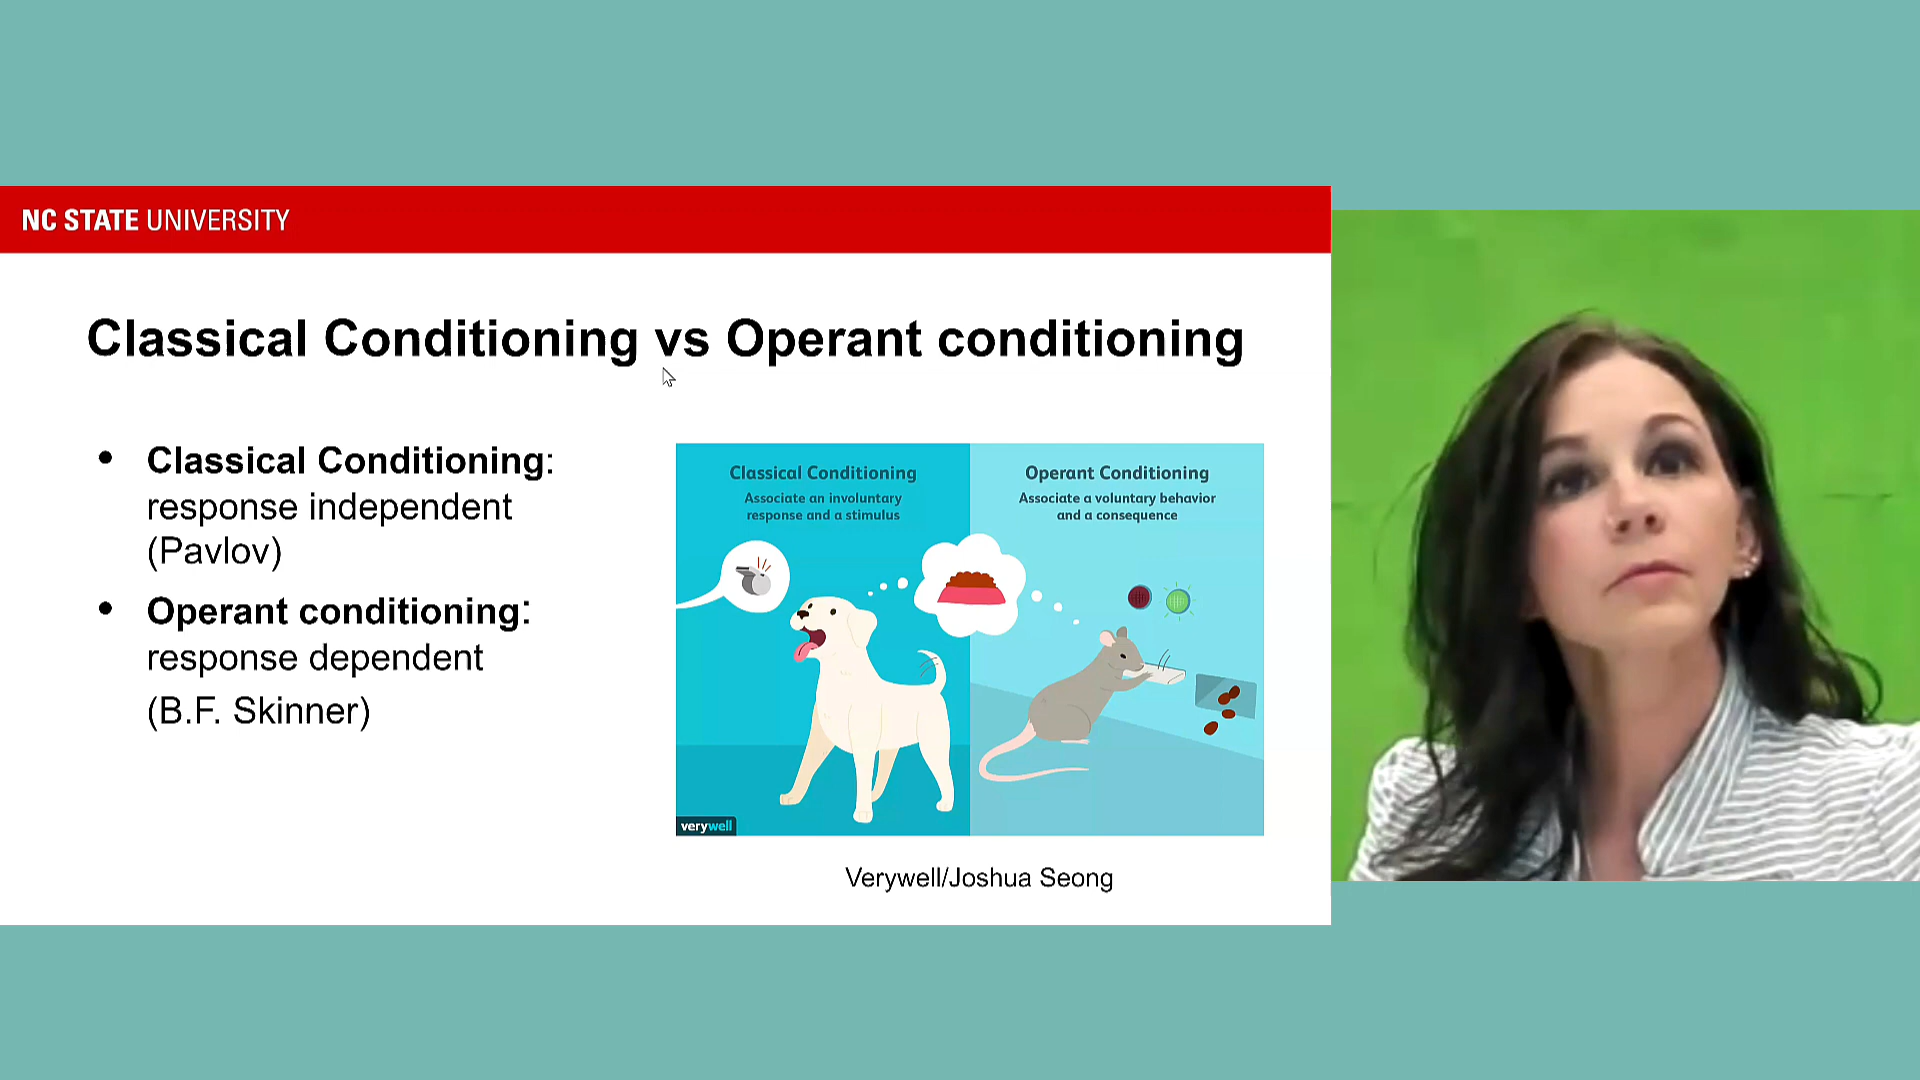 NC STATE UNIVERSITY
Classical Conditioning vs Operant conditioning
• Classical Conditioning:
response independent
(Pavlov)
• Operant conditioning:
response dependent
(B.F. Skinner)
Classical Conditioning
Associate an involuntary
response and a stimulus
Operant Conditioning
Associate a voluntary behavior
and a consequence
verywell
Verywell/Joshua Seong